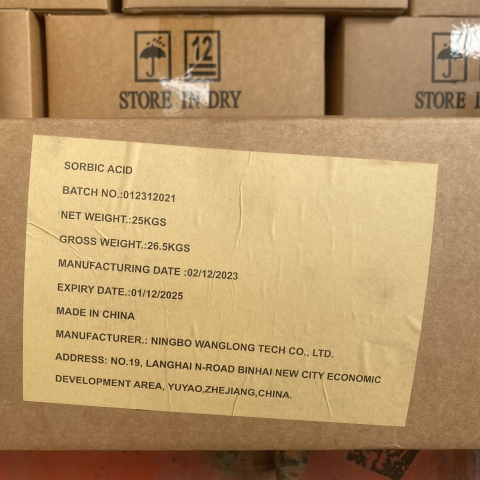 12
STORE IN DRY
STORE
SORBIC ACID
BATCH NO.:012312021
NET WEIGHT.:25KGS
GROSS WEIGHT.:26.5KGS
MANUFACTURING DATE :02/12/2023
EXPIRY DATE.:01/12/2025
MADE IN CHINA
MANUFACTURER.: NINGBO WANGLONG TECH CO., LTD.
ADDRESS: NO.19, LANGHAI N-ROAD BINHAI NEW CITY ECONOMIC
DEVELOPMENT AREA, YUYAO,ZHEJIANG,CHINA.